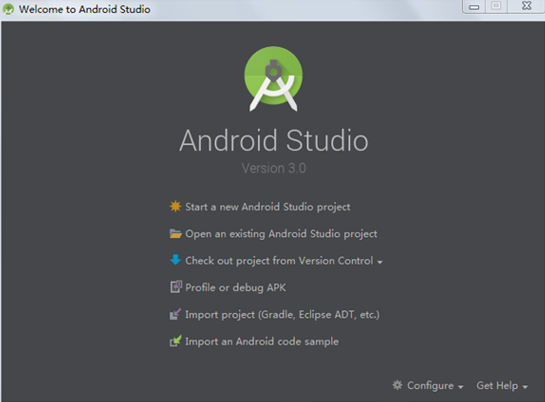 Welcome to Android Studio
Android Studio
Version 3.0
Start a new Android Studio project
Open an existing Android Studio project
Check out project from Version Control
Profile or debug APK
Import project (Gradle, Eclipse ADT, etc.)
Import an Android code sample
Configure Get Help